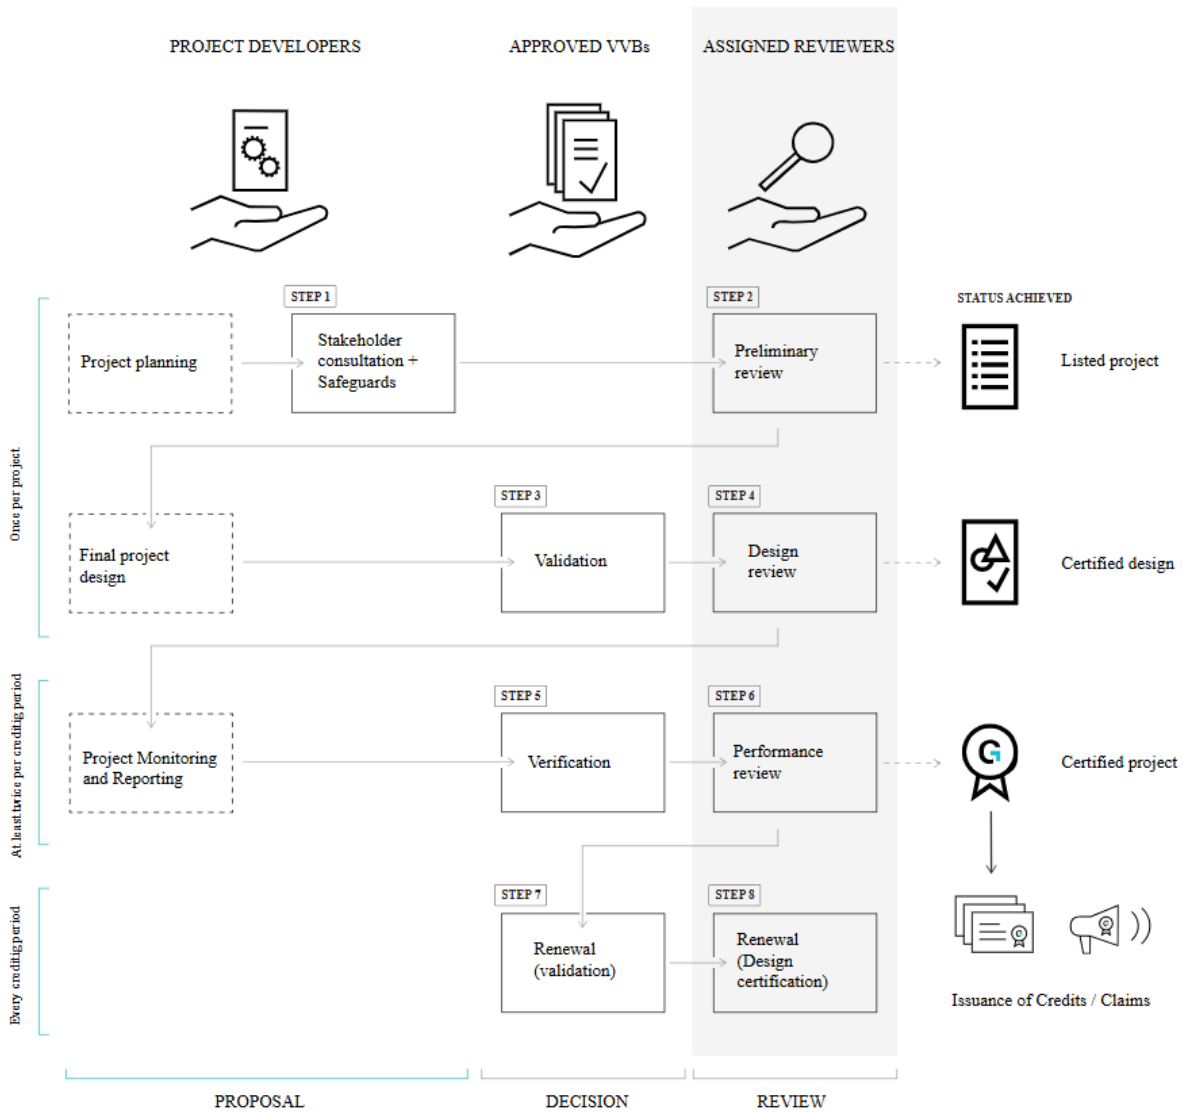 PROJECT DEVELOPERS
APPROVED VVBs
ASSIGNED REVIEWERS
STEP 1
STEP 2
STATUS ACHIEVED
Project planning
Stakeholder
consultation +
Safeguards
Preliminary
review
Listed project
Once per project
STEP 3
STEP 4
Final project
design
Validation
Design
review
Certified design
STEP 5
STEP 6
At least twice per creditig period
Project Monitoring
and Reporting
Verification
Performance
review
G
Certified project
STEP 7
STEP 8
Every creditig period
Renewal
(validation)
Renewal
(Design
certification)
Issuance of Credits / Claims
PROPOSAL
DECISION
REVIEW